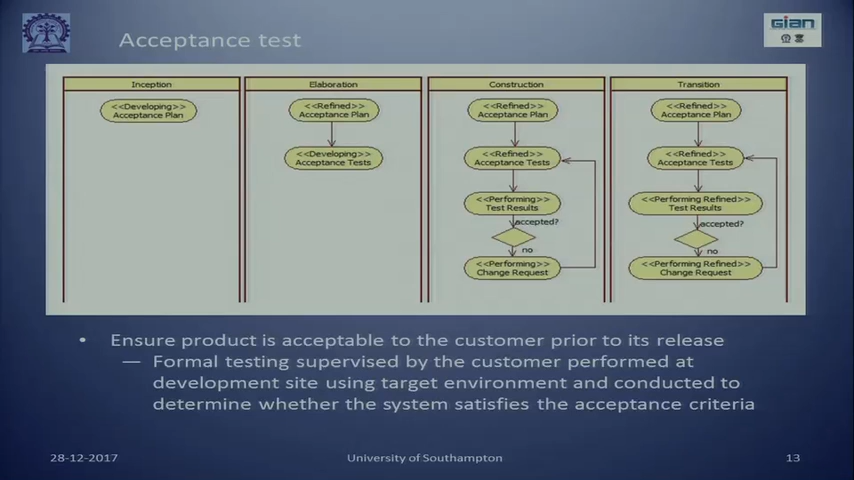 GIAN
Acceptance test
Inception
<<Developing>>
Acceptance Plan
Elaboration
<<Refined>>
Acceptance Plan
<<Developing>>
Acceptance Tests
Construction
<<Refined>>
Acceptance Plan
<<Refined>>
Acceptance Tests
<<Performing>>
Test Results
accepted?
no
<<Performing>>
Change Request
Transition
<<Refined>>
Acceptance Plan
<<Refined>>
Acceptance Tests
<<Performing Refined>>
Test Results
accepted?
no
<<Performing Refined>>
Change Request
• Ensure product is acceptable to the customer prior to its release
— Formal testing supervised by the customer performed at
development site using target environment and conducted to
determine whether the system satisfies the acceptance criteria
28-12-2017
University of Southampton
13